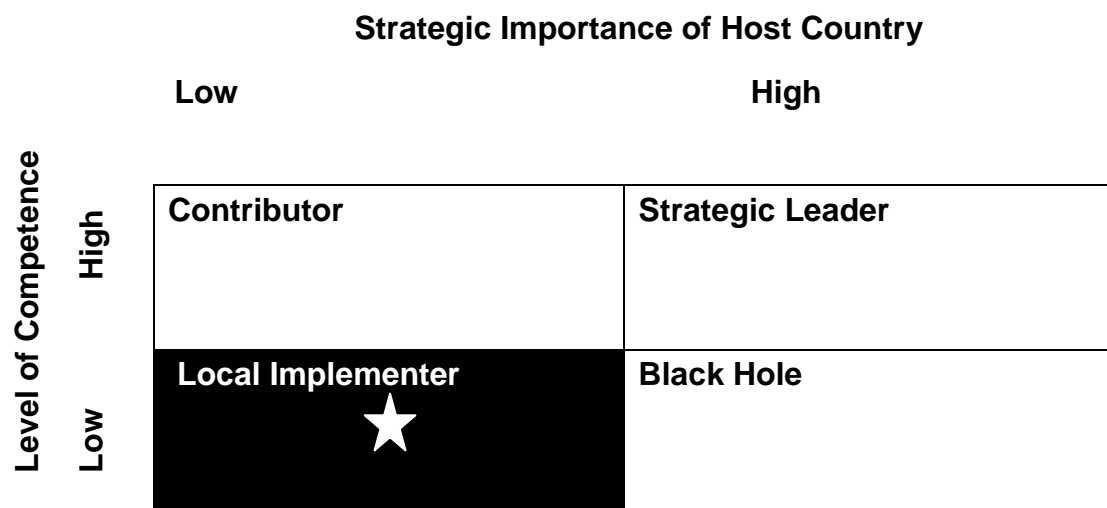 Strategic Importance of Host Country
Low High
Level of Competence
High
Contributor Strategic Leader
Low
Local Implementer Black Hole